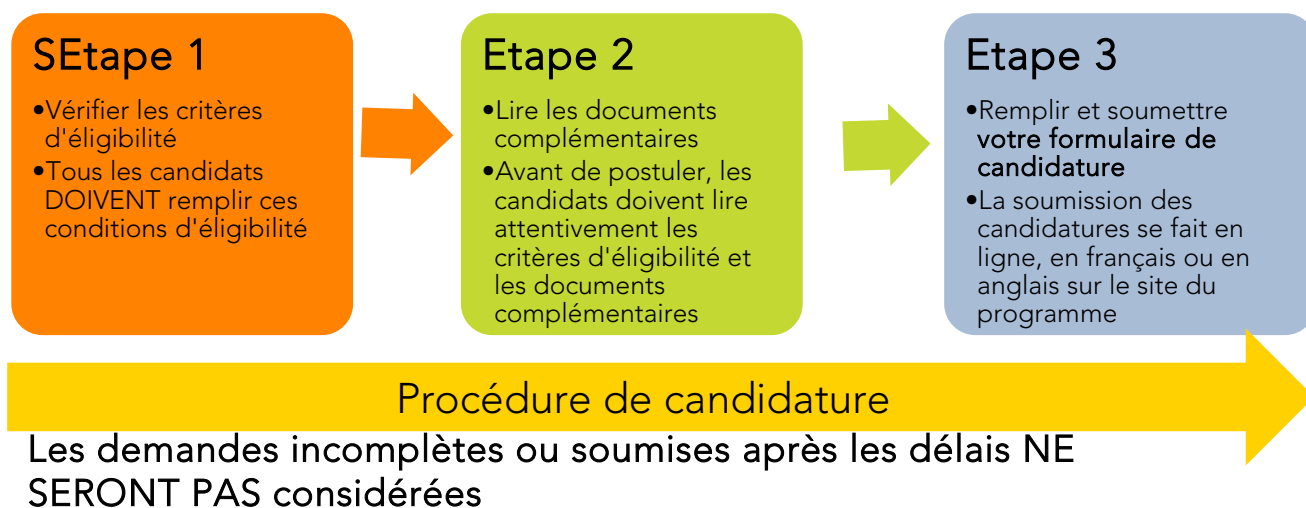 SEtape 1
•Vérifier les critères
d'éligibilité
•Tous les candidats
DOIVENT remplir ces
conditions d'éligibilité
Etape 2
•Lire les documents
complémentaires
•Avant de postuler, les
candidats doivent lire
attentivement les
critères d'éligibilité et
les documents
complémentaires
Etape 3
•Remplir et soumettre
votre formulaire de
candidature
•La soumission des
candidatures se fait en
ligne, en français ou en
anglais sur le site du
programme
Procédure de candidature
Les demandes incomplètes ou soumises après les délais NE
SERONT PAS considérées